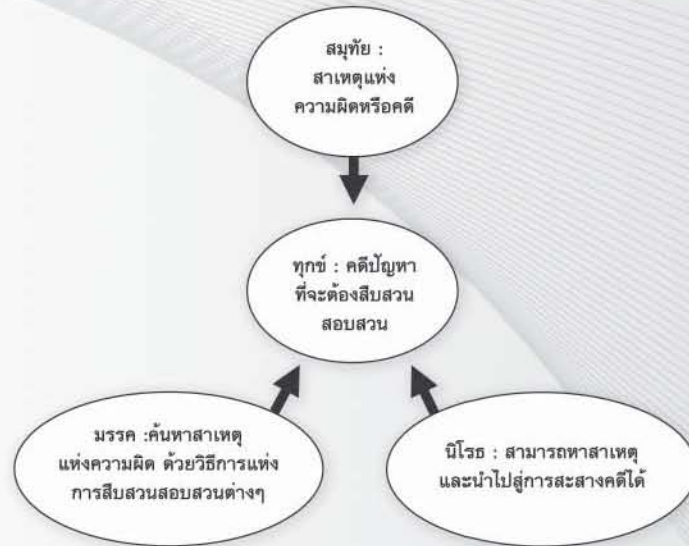 สมุทัย :
สาเหตุแห่ง
ความผิดหรือคดี
ทุกข์ : คดีปัญหา
ที่จะต้องสืบสวน
สอบสวน
มรรค :ค้นหาสาเหตุ
แห่งความผิด ด้วยวิธีการแห่ง
การสืบสวนสอบสวนต่างๆ
นิโรธ : สามารถหาสาเหตุ
และนำไปสู่การสะสางคดีได้